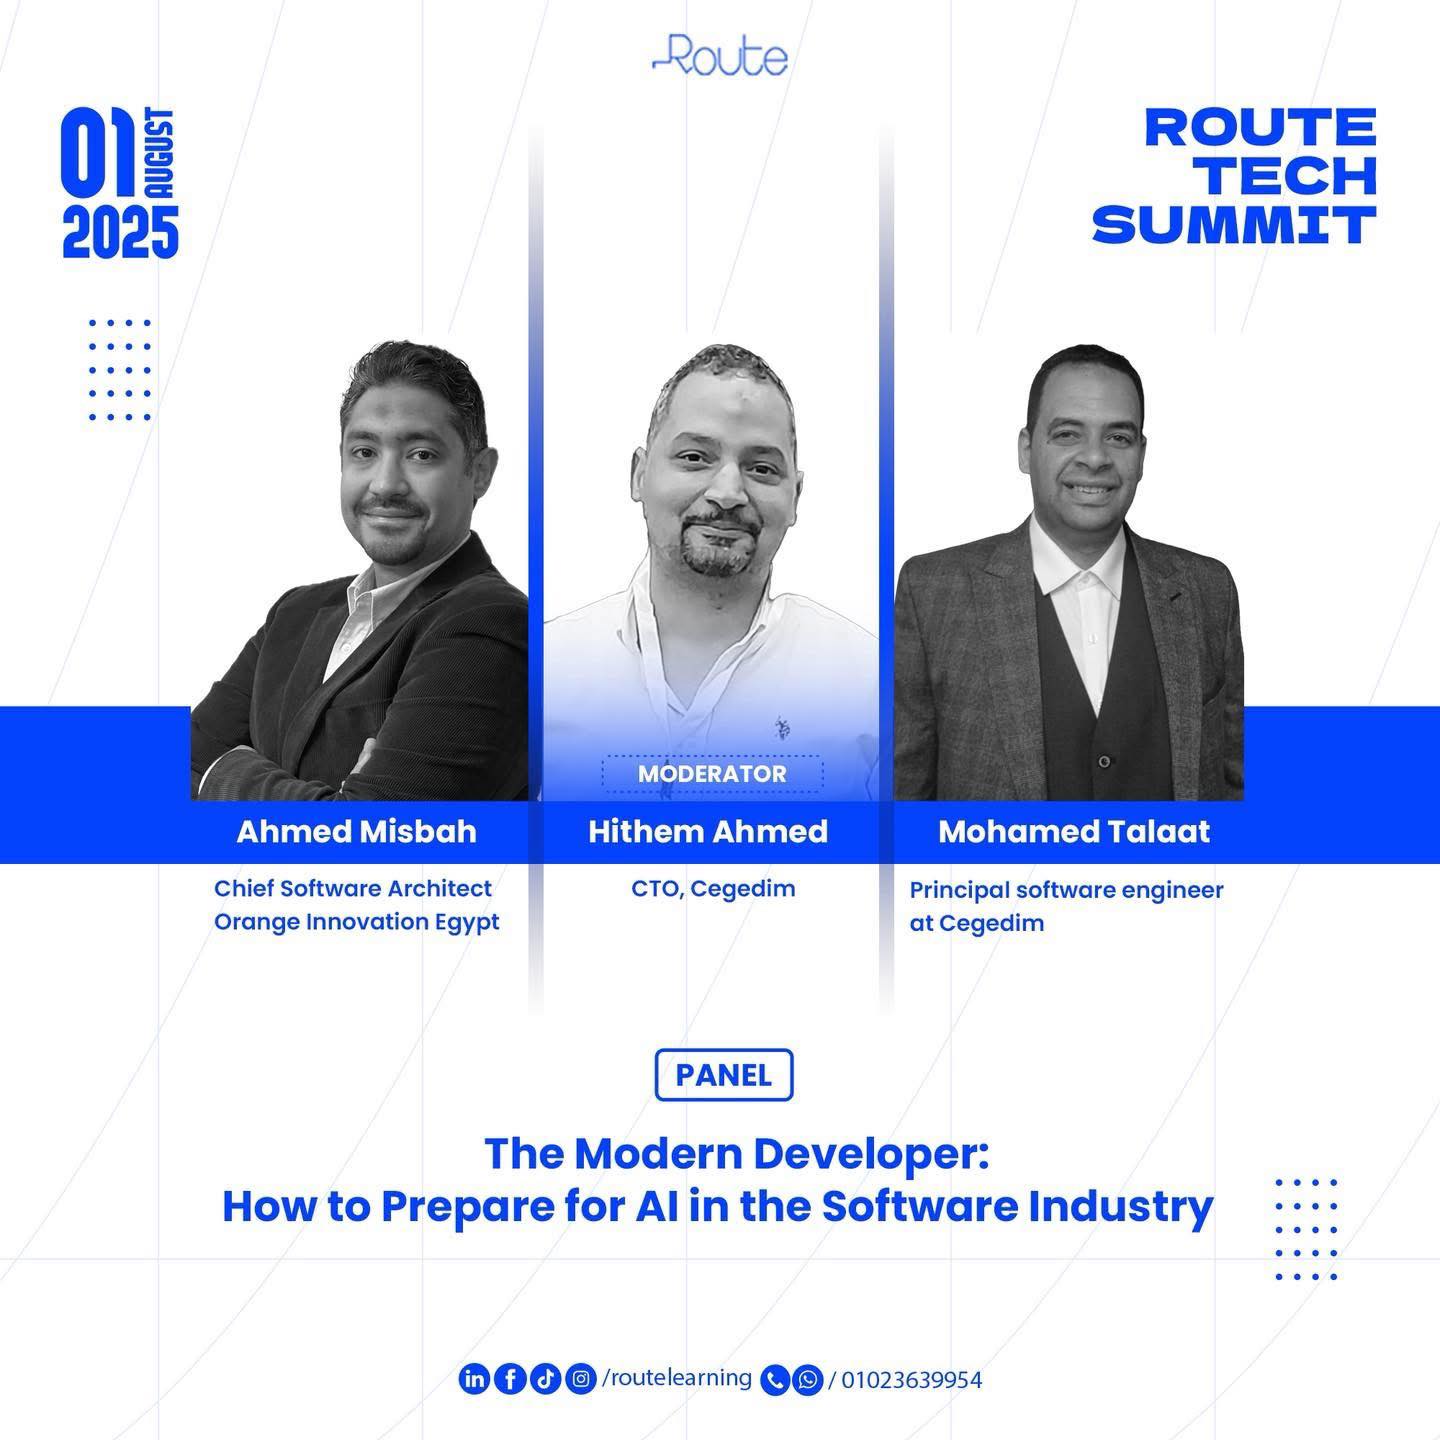 Route
01 AUGUST
2025
ROUTE
TECH
SUMMIT
MODERATOR
Ahmed Misbah
Hithem Ahmed
Mohamed Talaat
Chief Software Architect
Orange Innovation Egypt
CTO, Cegedim
Principal software engineer
at Cegedim
PANEL
The Modern Developer:
How to Prepare for AI in the Software Industry
/routelearning / 01023639954